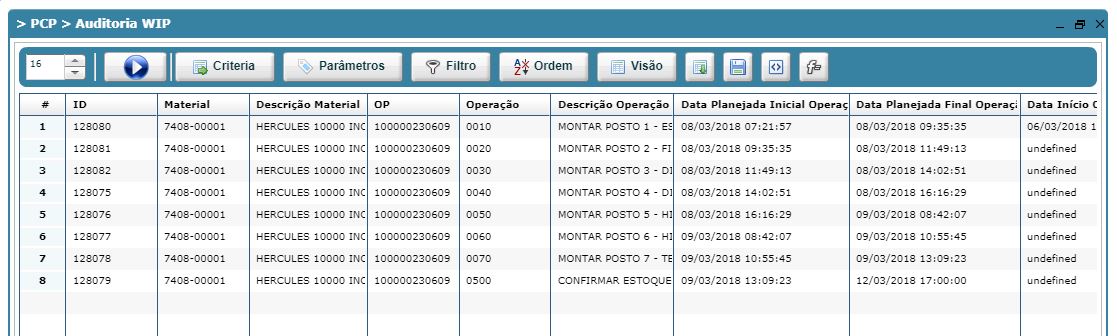 > PCP > Auditoria WIP
16 Criteria Parâmetros Filtro Ordem Visão
# ID Material Descrição Material OP Operação Descrição Operação Data Planejada Inicial Operaç Data Planejada Final Operaçã Data Início O
1 128080 7408-00001 HERCULES 10000 INC 100000230609 0010 MONTAR POSTO 1 - ES 08/03/2018 07:21:57 08/03/2018 09:35:35 06/03/2018 1
2 128081 7408-00001 HERCULES 10000 INC 100000230609 0020 MONTAR POSTO 2 - FI 08/03/2018 09:35:35 08/03/2018 11:49:13 undefined
3 128082 7408-00001 HERCULES 10000 INC 100000230609 0030 MONTAR POSTO 3 - DI 08/03/2018 11:49:13 08/03/2018 14:02:51 undefined
4 128075 7408-00001 HERCULES 10000 INC 100000230609 0040 MONTAR POSTO 4 - DI 08/03/2018 14:02:51 08/03/2018 16:16:29 undefined
5 128076 7408-00001 HERCULES 10000 INC 100000230609 0050 MONTAR POSTO 5 - HI 08/03/2018 16:16:29 09/03/2018 08:42:07 undefined
6 128077 7408-00001 HERCULES 10000 INC 100000230609 0060 MONTAR POSTO 6 - HI 09/03/2018 08:42:07 09/03/2018 10:55:45 undefined
7 128078 7408-00001 HERCULES 10000 INC 100000230609 0070 MONTAR POSTO 7 - TE 09/03/2018 10:55:45 09/03/2018 13:09:23 undefined
8 128079 7408-00001 HERCULES 10000 INC 100000230609 0500 CONFIRMAR ESTOQUE 09/03/2018 13:09:23 12/03/2018 17:00:00 undefined